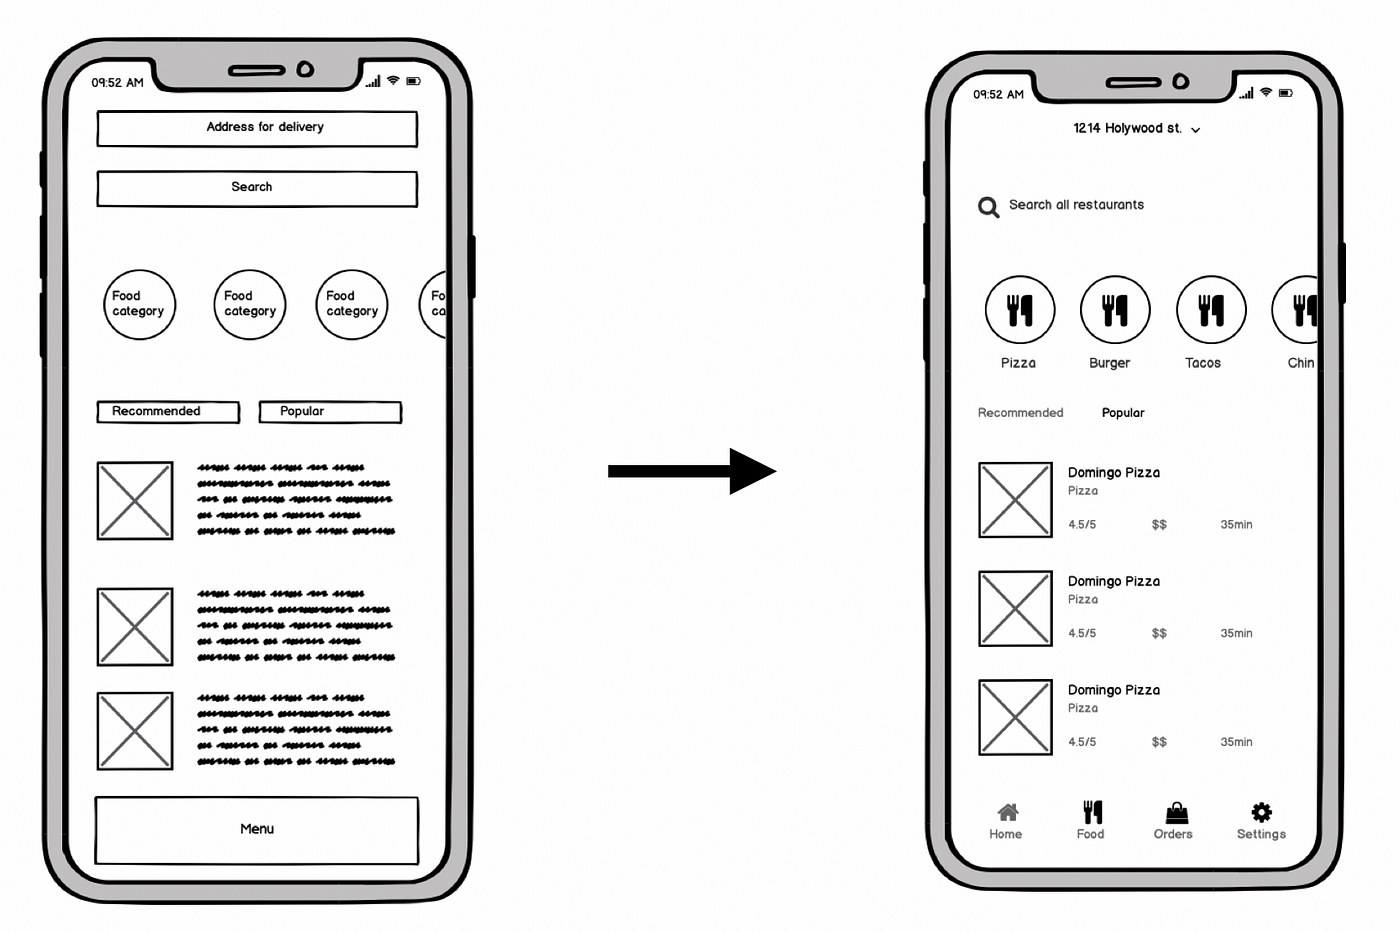 09:52 AM
Address for delivery
Search
Food
category
Food
category
Food
category
Fo
ca
Recommended
Popular
Menu
09:52 AM
1214 Holywood st.
Search all restaurants
Pizza
Burger
Tacos
Chin
Recommended
Popular
Domingo Pizza
Pizza
4.5/5 $$ 35min
Domingo Pizza
Pizza
4.5/5 $$ 35min
Domingo Pizza
Pizza
4.5/5 $$ 35min
Home
Food
Orders
Settings